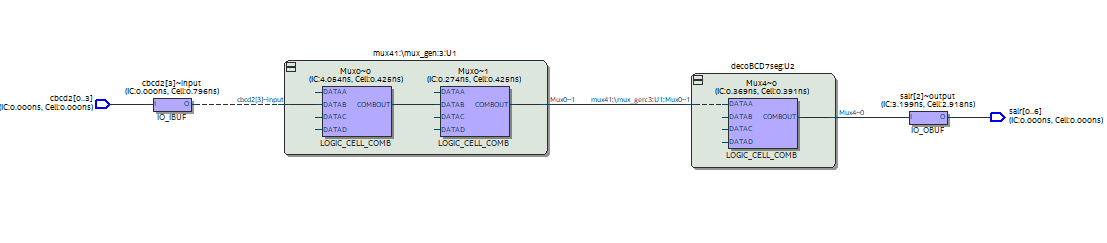 mux41:\mux_gen:3:U1
decoBCD7seg:U2
cbcd2[3]~input
(IC:0.000ns, Cell:0.796ns)
cbcd2[0..3]
(IC:0.000ns, Cell:0.000ns)
I O
IO_IBUF
cbcd2[3]~input
Mux0~0
(IC:4.054ns, Cell:0.425ns)
DATAA
DATAB COMBOUT
DATAC
DATAD
LOGIC_CELL_COMB
Mux0~1
(IC:0.274ns, Cell:0.425ns)
DATAA
DATAB COMBOUT
DATAC
DATAD
LOGIC_CELL_COMB
Mux0~1
mux41:\mux_gen:3:U1:Mux0~1
Mux4~0
(IC:0.369ns, Cell:0.391ns)
DATAA
DATAB COMBOUT
DATAC
DATAD
LOGIC_CELL_COMB
Mux4~0
salr[2]~output
(IC:3.199ns, Cell:2.918ns)
I O
IO_OBUF
salr[0..6]
(IC:0.000ns, Cell:0.000ns)